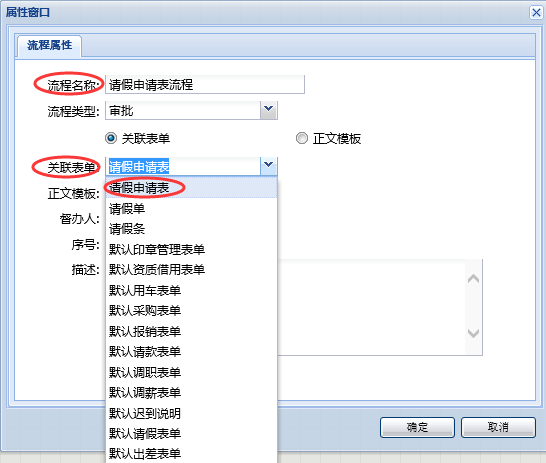 属性窗口
流程属性
流程名称: 请假申请表流程
流程类型: 审批
关联表单 正文模板
关联表单: 请假申请表
正文模板: 请假申请表
请假单
督办人: 请假条
序号: 默认印章管理表单
描述: 默认资质借用表单
默认用车表单
默认采购表单
默认报销表单
默认请款表单
默认调职表单
默认调薪表单
默认迟到说明
默认请假表单
默认出差表单
确定 取消